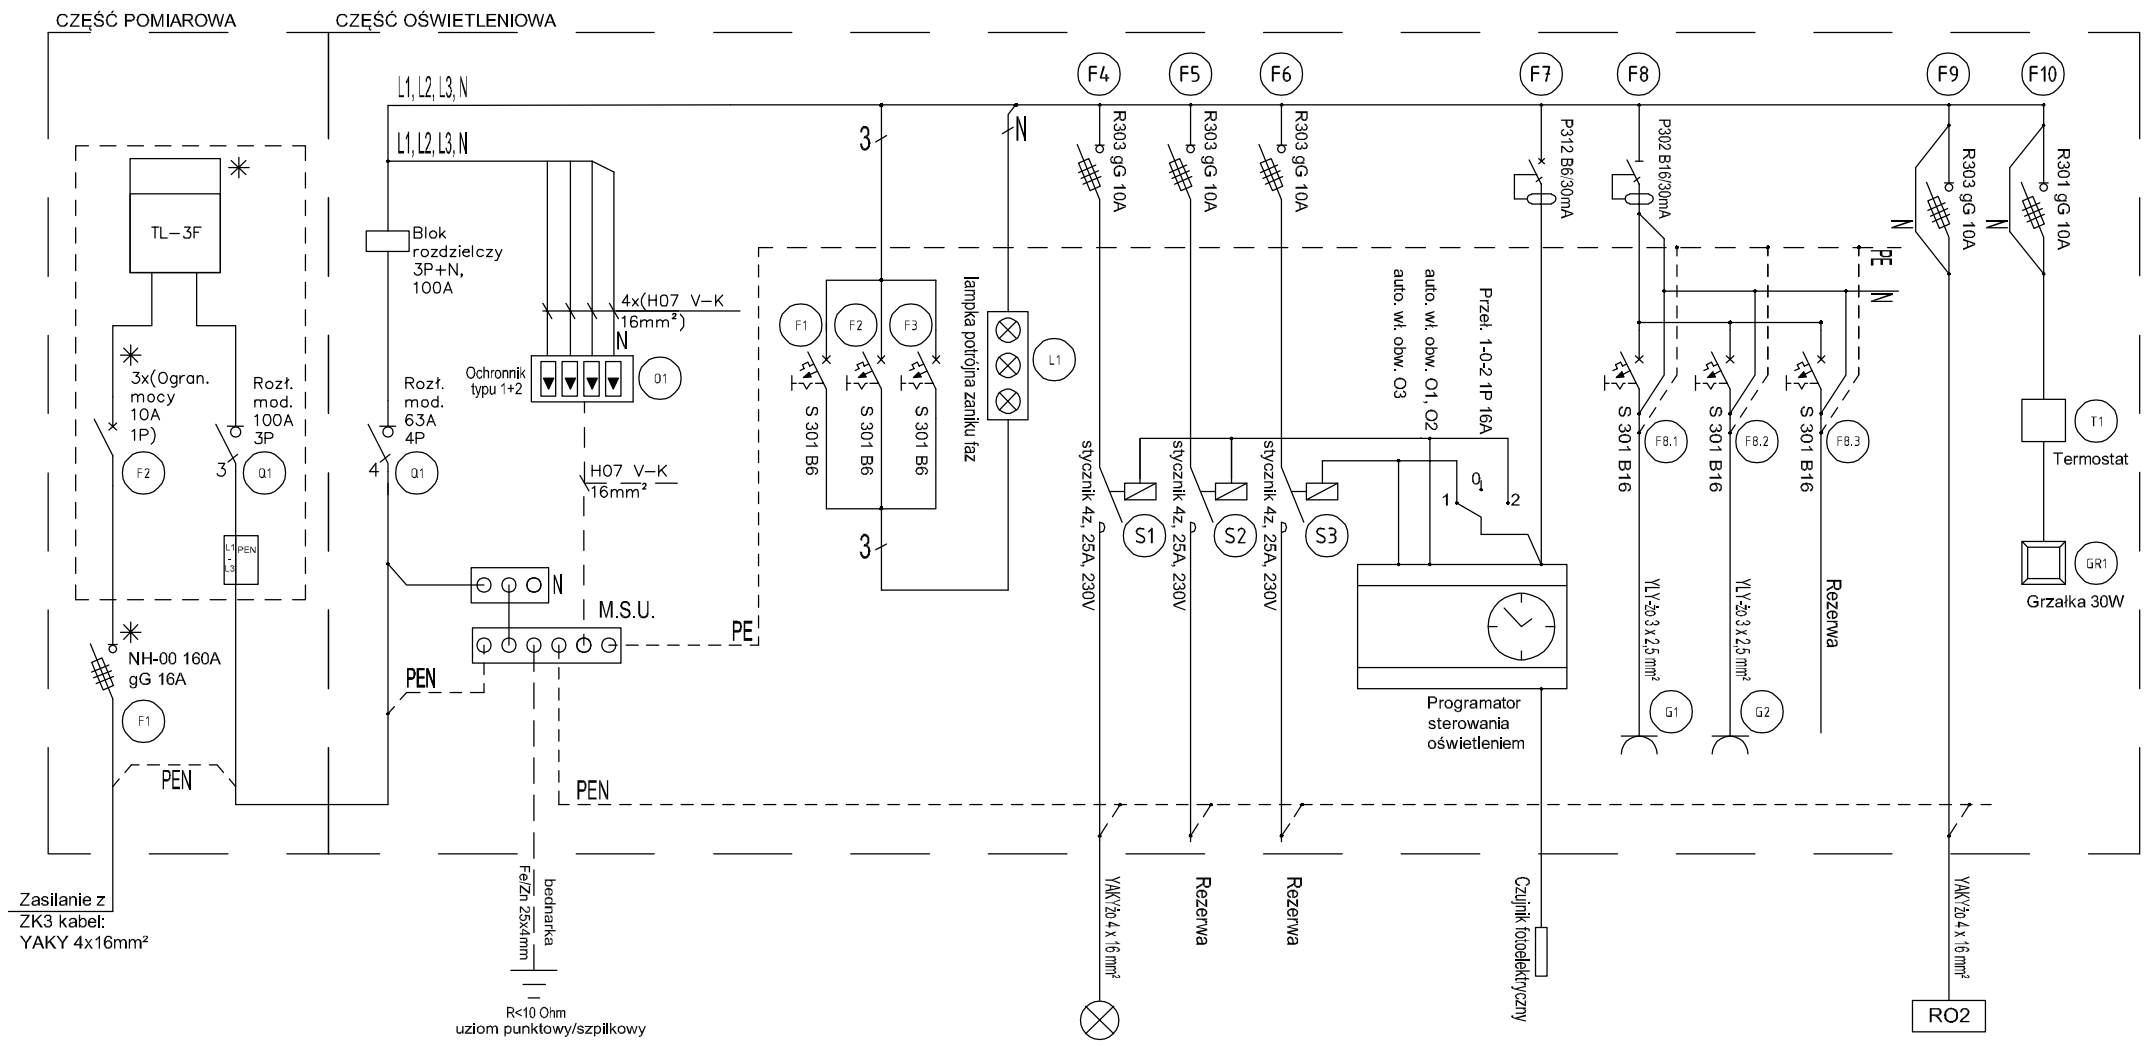 CZĘŚĆ POMIAROWA
CZĘŚĆ OŚWIETLENIOWA
TL-3F
3x(Ogran.
mocy
10A
1P)
F2
Rozł.
mod.
100A
3P
3
Q1
L1
-
L3
PEN
NH-00 160A
gG 16A
F1
PEN
Zasilanie z
ZK3 kabel:
YAKY 4x16mm²
L1, L2, L3, N
L1, L2, L3, N
Blok
rozdzielczy
3P+N,
100A
4x(H07 V-K
16mm²)
N
Ochronnik
typu 1+2
O1
Rozł.
mod.
63A
4P
4
Q1
H07 V-K
16mm²
N
M.S.U.
PE
PEN
PEN
bednarka
Fe/Zn 25x4mm
R<10 Ohm
uziom punktowy/szpilkowy
3
N
F1
F2
F3
S 301 B6
S 301 B6
S 301 B6
3
lampka potrójna zaniku faz
L1
F4
R303 gG 10A
stycznik 4z, 25A, 230V
S1
YAKYżo 4 x 16 mm²
F5
R303 gG 10A
stycznik 4z, 25A, 230V
S2
Rezerwa
F6
R303 gG 10A
stycznik 4z, 25A, 230V
S3
Rezerwa
auto. wł. obw. O3
auto. wł. obw. O1, O2
Przeł. 1-0-2 1P 16A
1
0
2
Programator
sterowania
oświetleniem
F7
P312 B6/30mA
Czujnik fotoelektryczny
F8
P302 B16/30mA
PE
N
S 301 B16
F8.1
S 301 B16
F8.2
S 301 B16
F8.3
YLY-żo 3 x 2,5 mm²
G1
YLY-żo 3 x 2,5 mm²
G2
Rezerwa
F9
R303 gG 10A
N
YAKYżo 4 x 16 mm²
RO2
F10
R301 gG 10A
N
T1
Termostat
GR1
Grzałka 30W